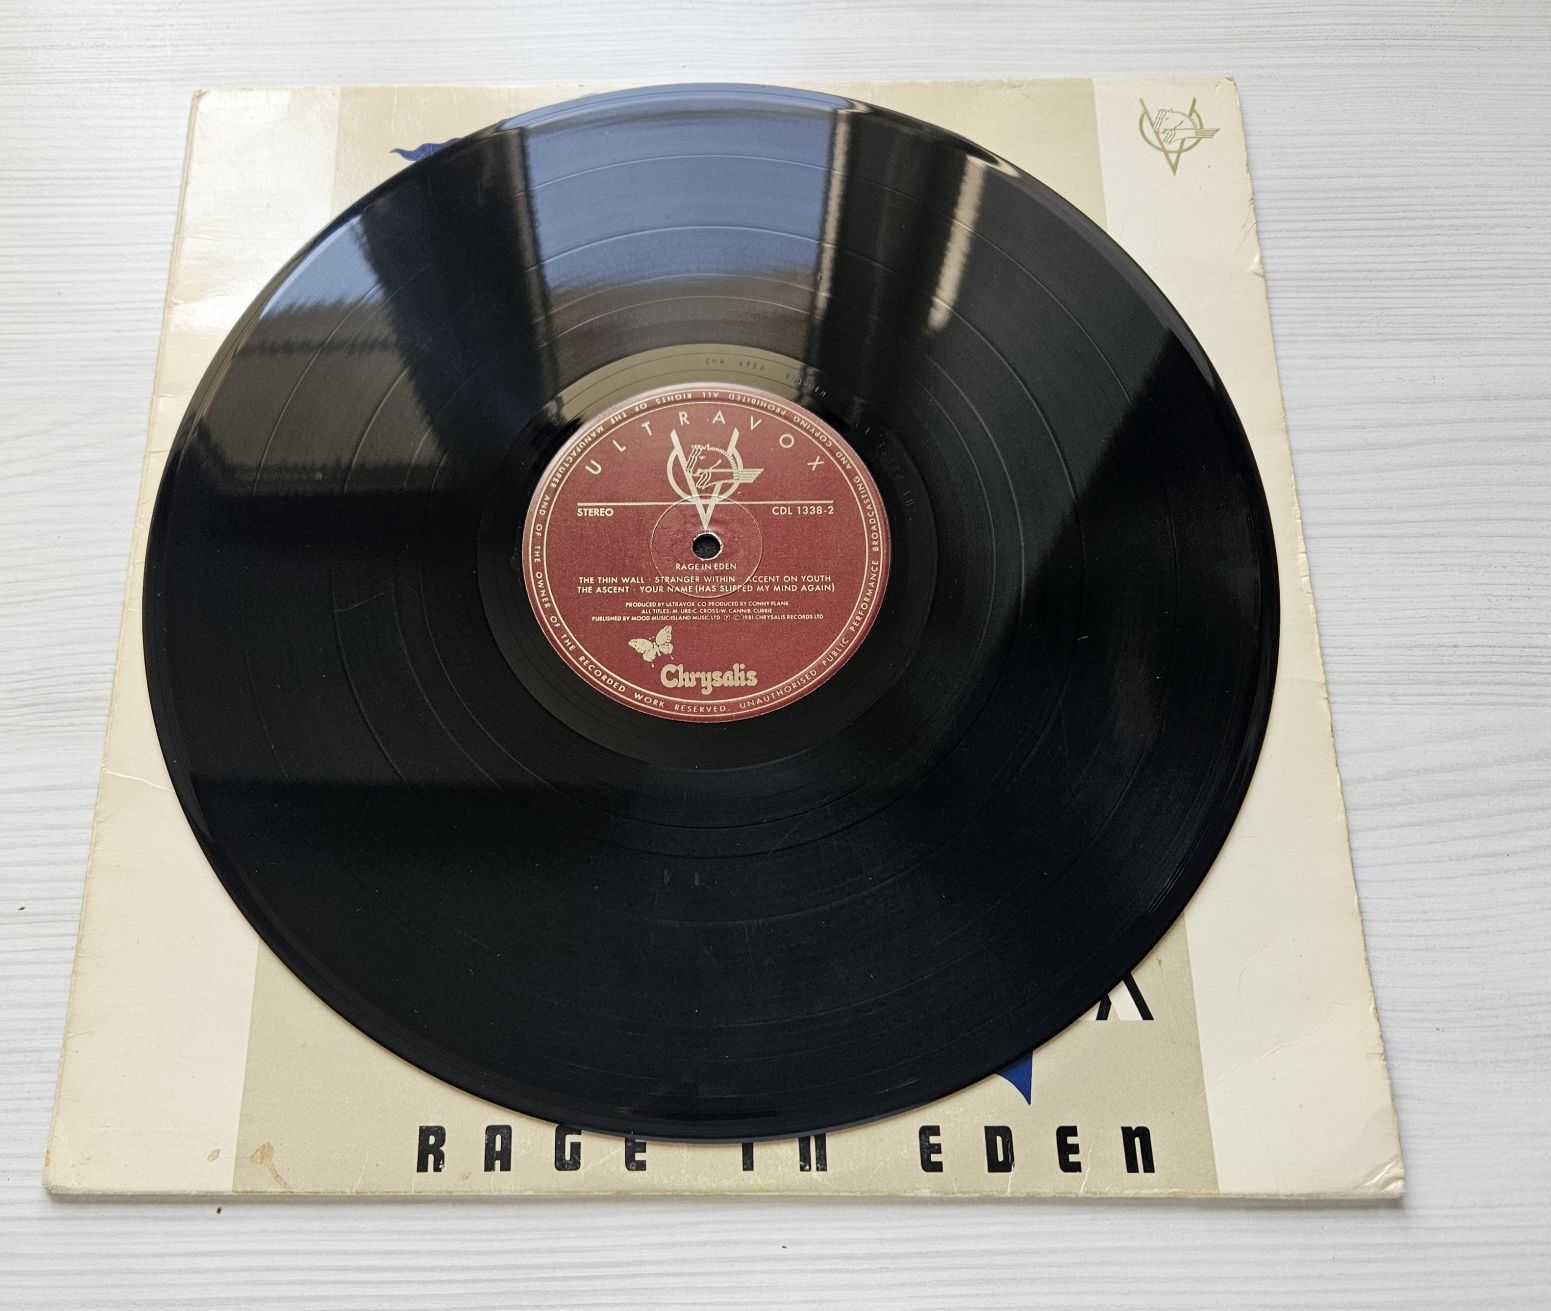 ULTRAVOX
STEREO
CDL 1338-2
RAGE IN EDEN
THE THIN WALL · STRANGER WITHIN · ACCENT ON YOUTH
THE ASCENT · YOUR NAME (HAS SLIPPED MY MIND AGAIN)
PRODUCED BY ULTRAVOX CO PRODUCED BY CONNY PLANK
ALL TITLES: M. URE/C. CROSS/W. CANN/B. CURRIE
PUBLISHED BY MOOD MUSIC/ISLAND MUSIC LTD ℗ © 1981 CHRYSALIS RECORDS LTD
Chrysalis
ALL RIGHTS OF THE MANUFACTURER AND OF THE OWNER OF THE RECORDED WORK RESERVED. UNAUTHORISED PUBLIC PERFORMANCE BROADCASTING AND COPYING PROHIBITED
X
RAGE IN EDEN